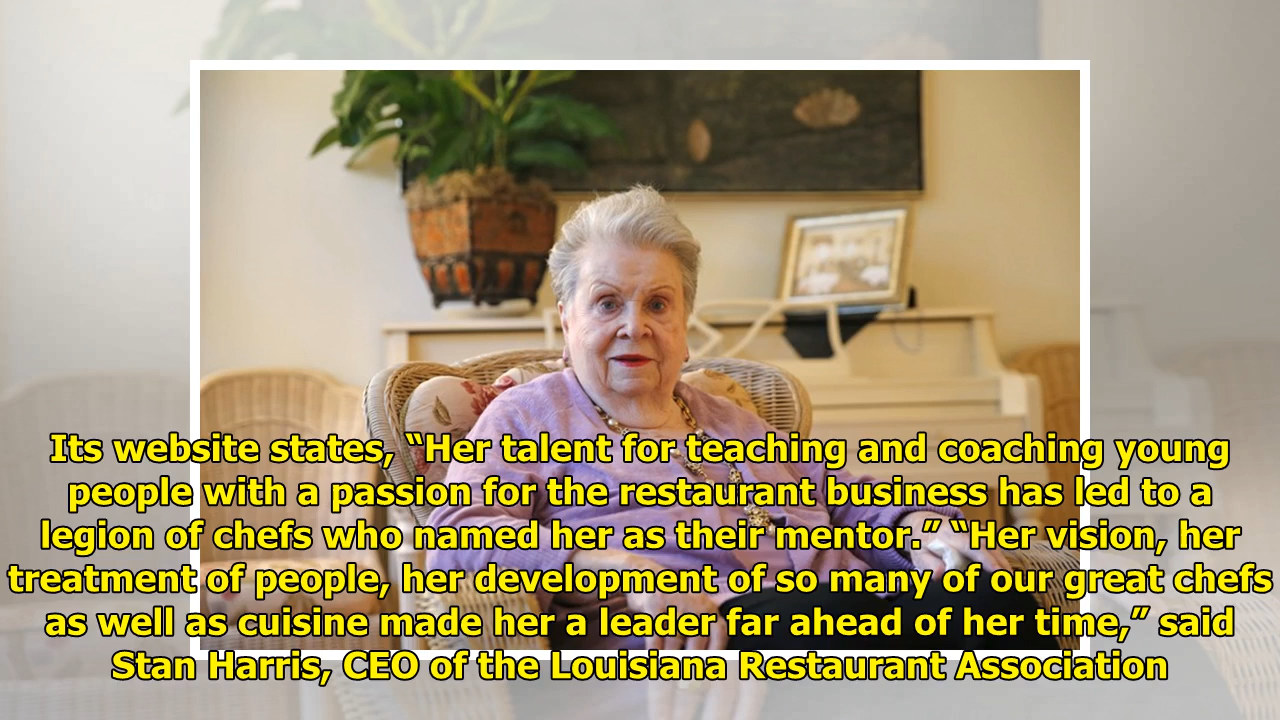 Its website states, “Her talent for teaching and coaching young
people with a passion for the restaurant business has led to a
legion of chefs who named her as their mentor.” “Her vision, her
treatment of people, her development of so many of our great chefs
as well as cuisine made her a leader far ahead of her time,” said
Stan Harris, CEO of the Louisiana Restaurant Association